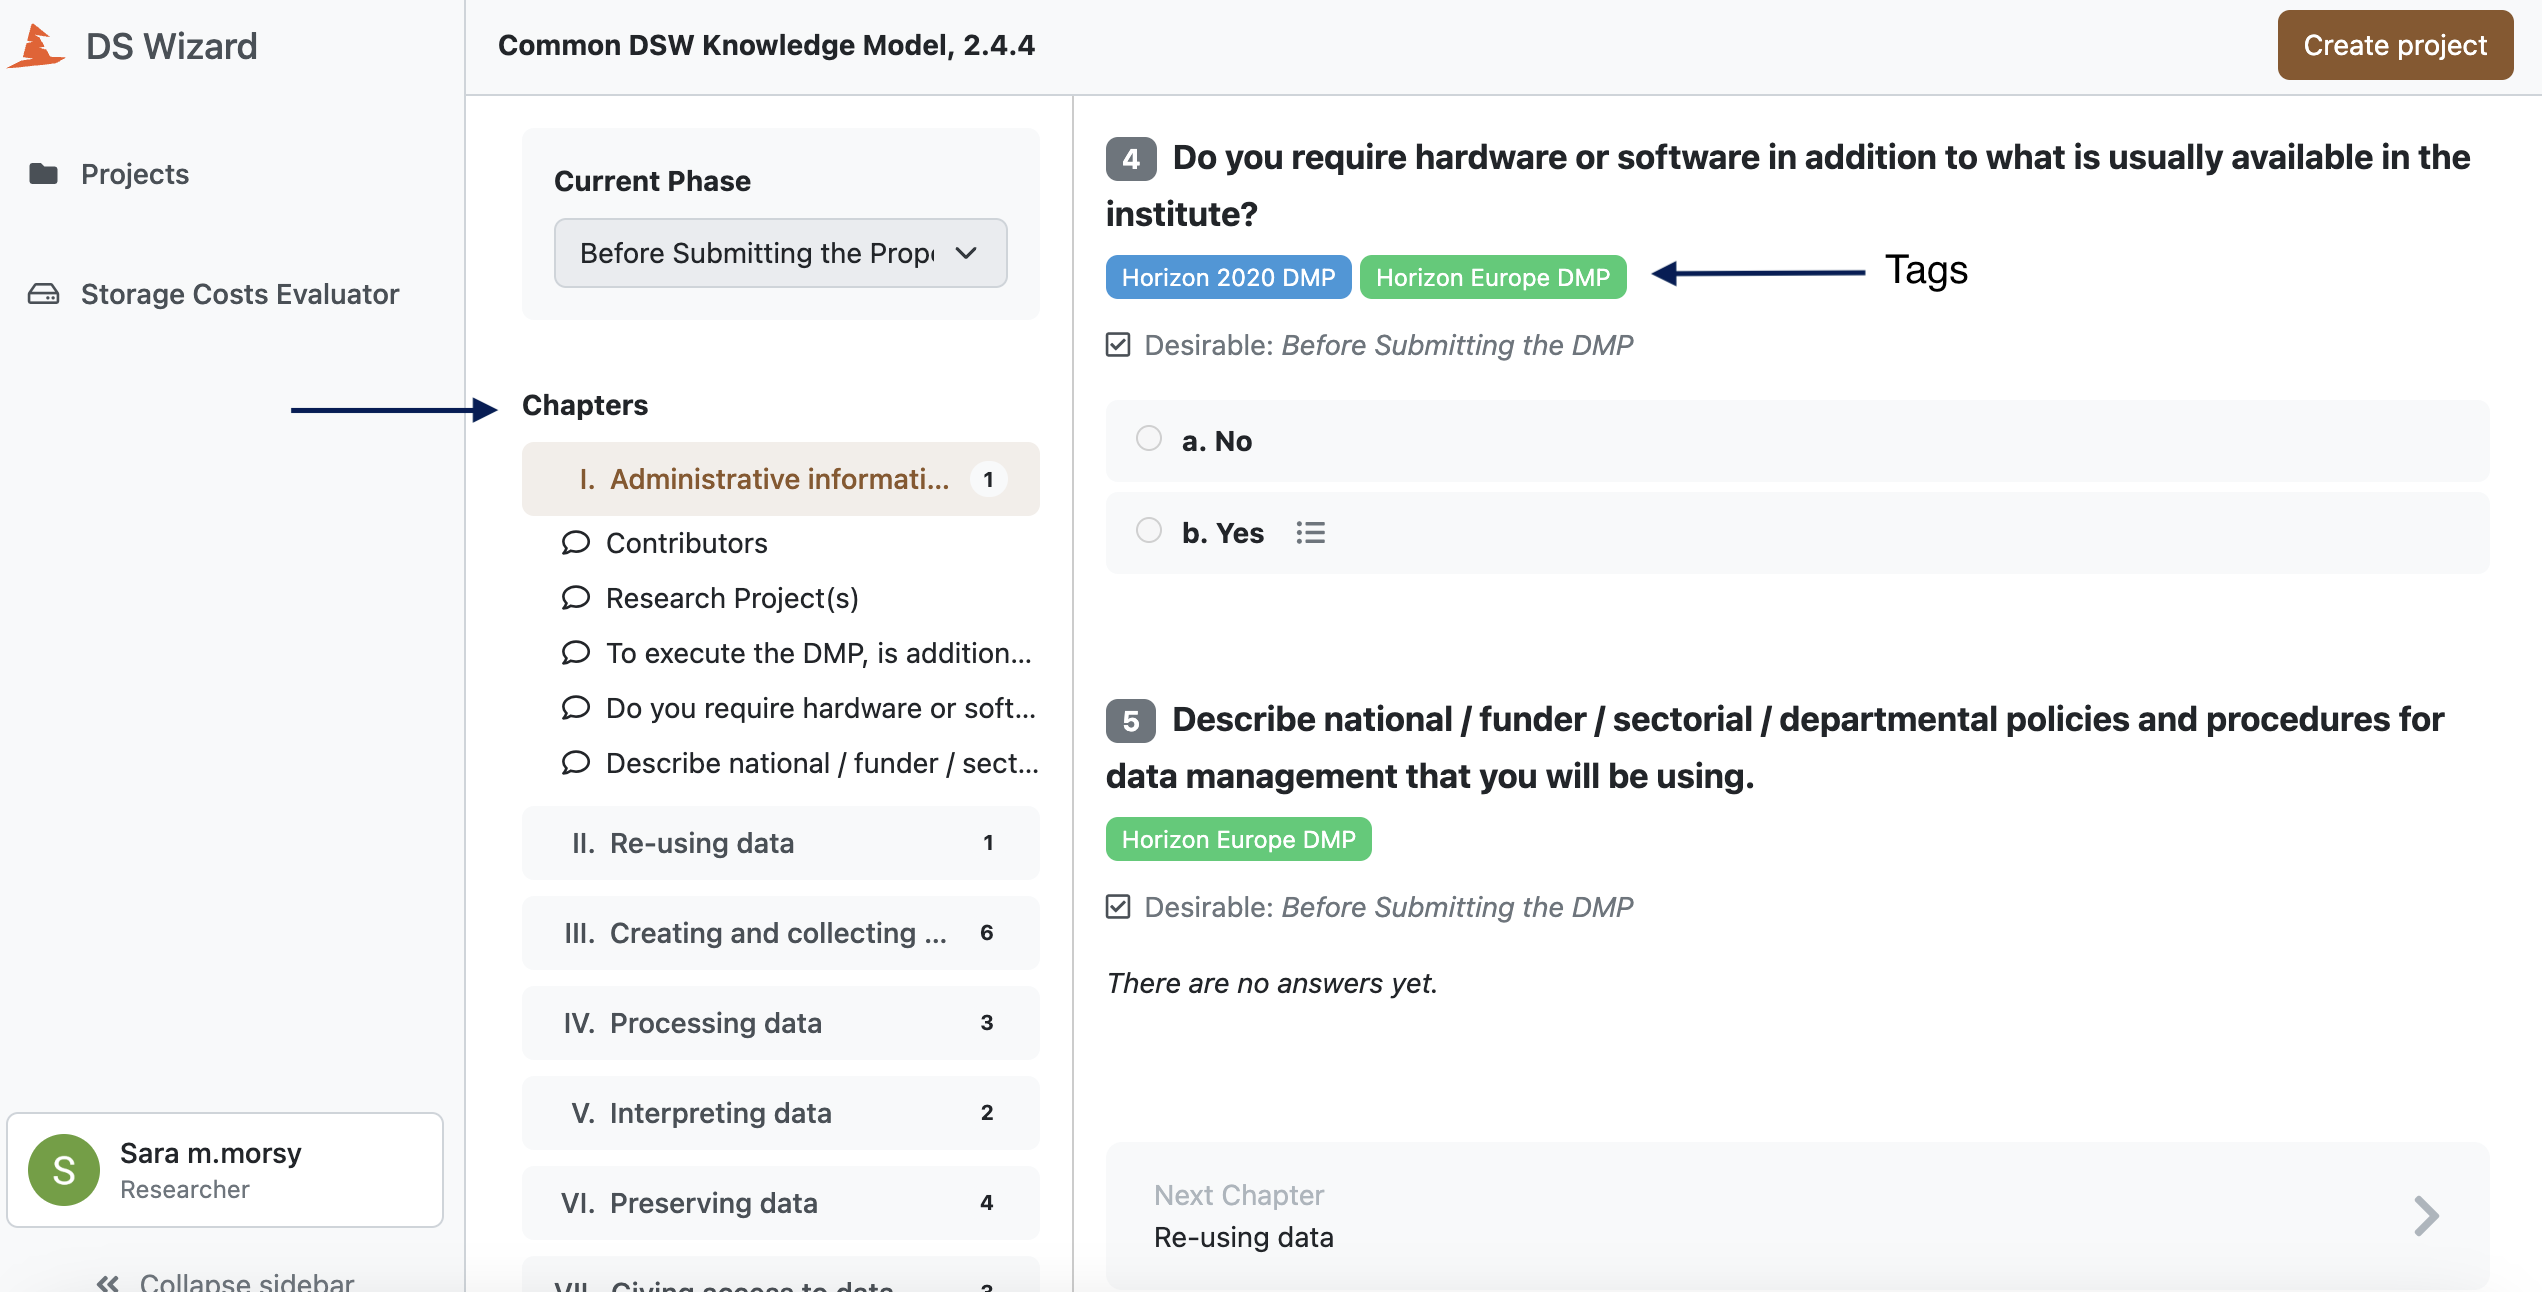 DS Wizard
Projects
Storage Costs Evaluator
Sara m.morsy
S
Researcher
Collapse sidebar
Common DSW Knowledge Model, 2.4.4
Create project
Current Phase
Before Submitting the Prop
Chapters
I. Administrative informati... 1
Contributors
Research Project(s)
To execute the DMP, is addition...
Do you require hardware or soft...
Describe national / funder / sect...
II. Re-using data 1
III. Creating and collecting ... 6
IV. Processing data 3
V. Interpreting data 2
VI. Preserving data 4
VII. Giving access to data 3
4 Do you require hardware or software in addition to what is usually available in the
institute?
Horizon 2020 DMP Horizon Europe DMP Tags
Desirable: Before Submitting the DMP
a. No
b. Yes
5 Describe national / funder / sectorial / departmental policies and procedures for
data management that you will be using.
Horizon Europe DMP
Desirable: Before Submitting the DMP
There are no answers yet.
Next Chapter
Re-using data